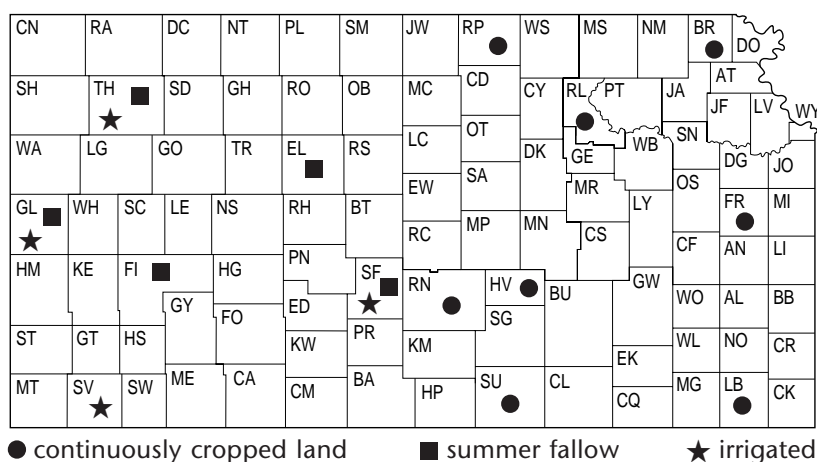 CN RA DC NT PL SM JW RP WS MS NM BR DO
SH TH SD GH RO OB MC CD CY RL PT JA AT
JF LV WY
WA LG GO TR EL RS LC OT DK GE WB SN DG JO
EW SA MR OS
GL WH SC LE NS RH BT LY FR MI
RC MP MN CS CF AN LI
HM KE FI HG PN SF RN HV BU GW
GY ED WO AL BB
FO SG
ST GT HS KW PR KM WL NO CR
EK
MT SV SW ME CA CM BA HP SU CL CQ MG LB CK
continuously cropped land summer fallow irrigated